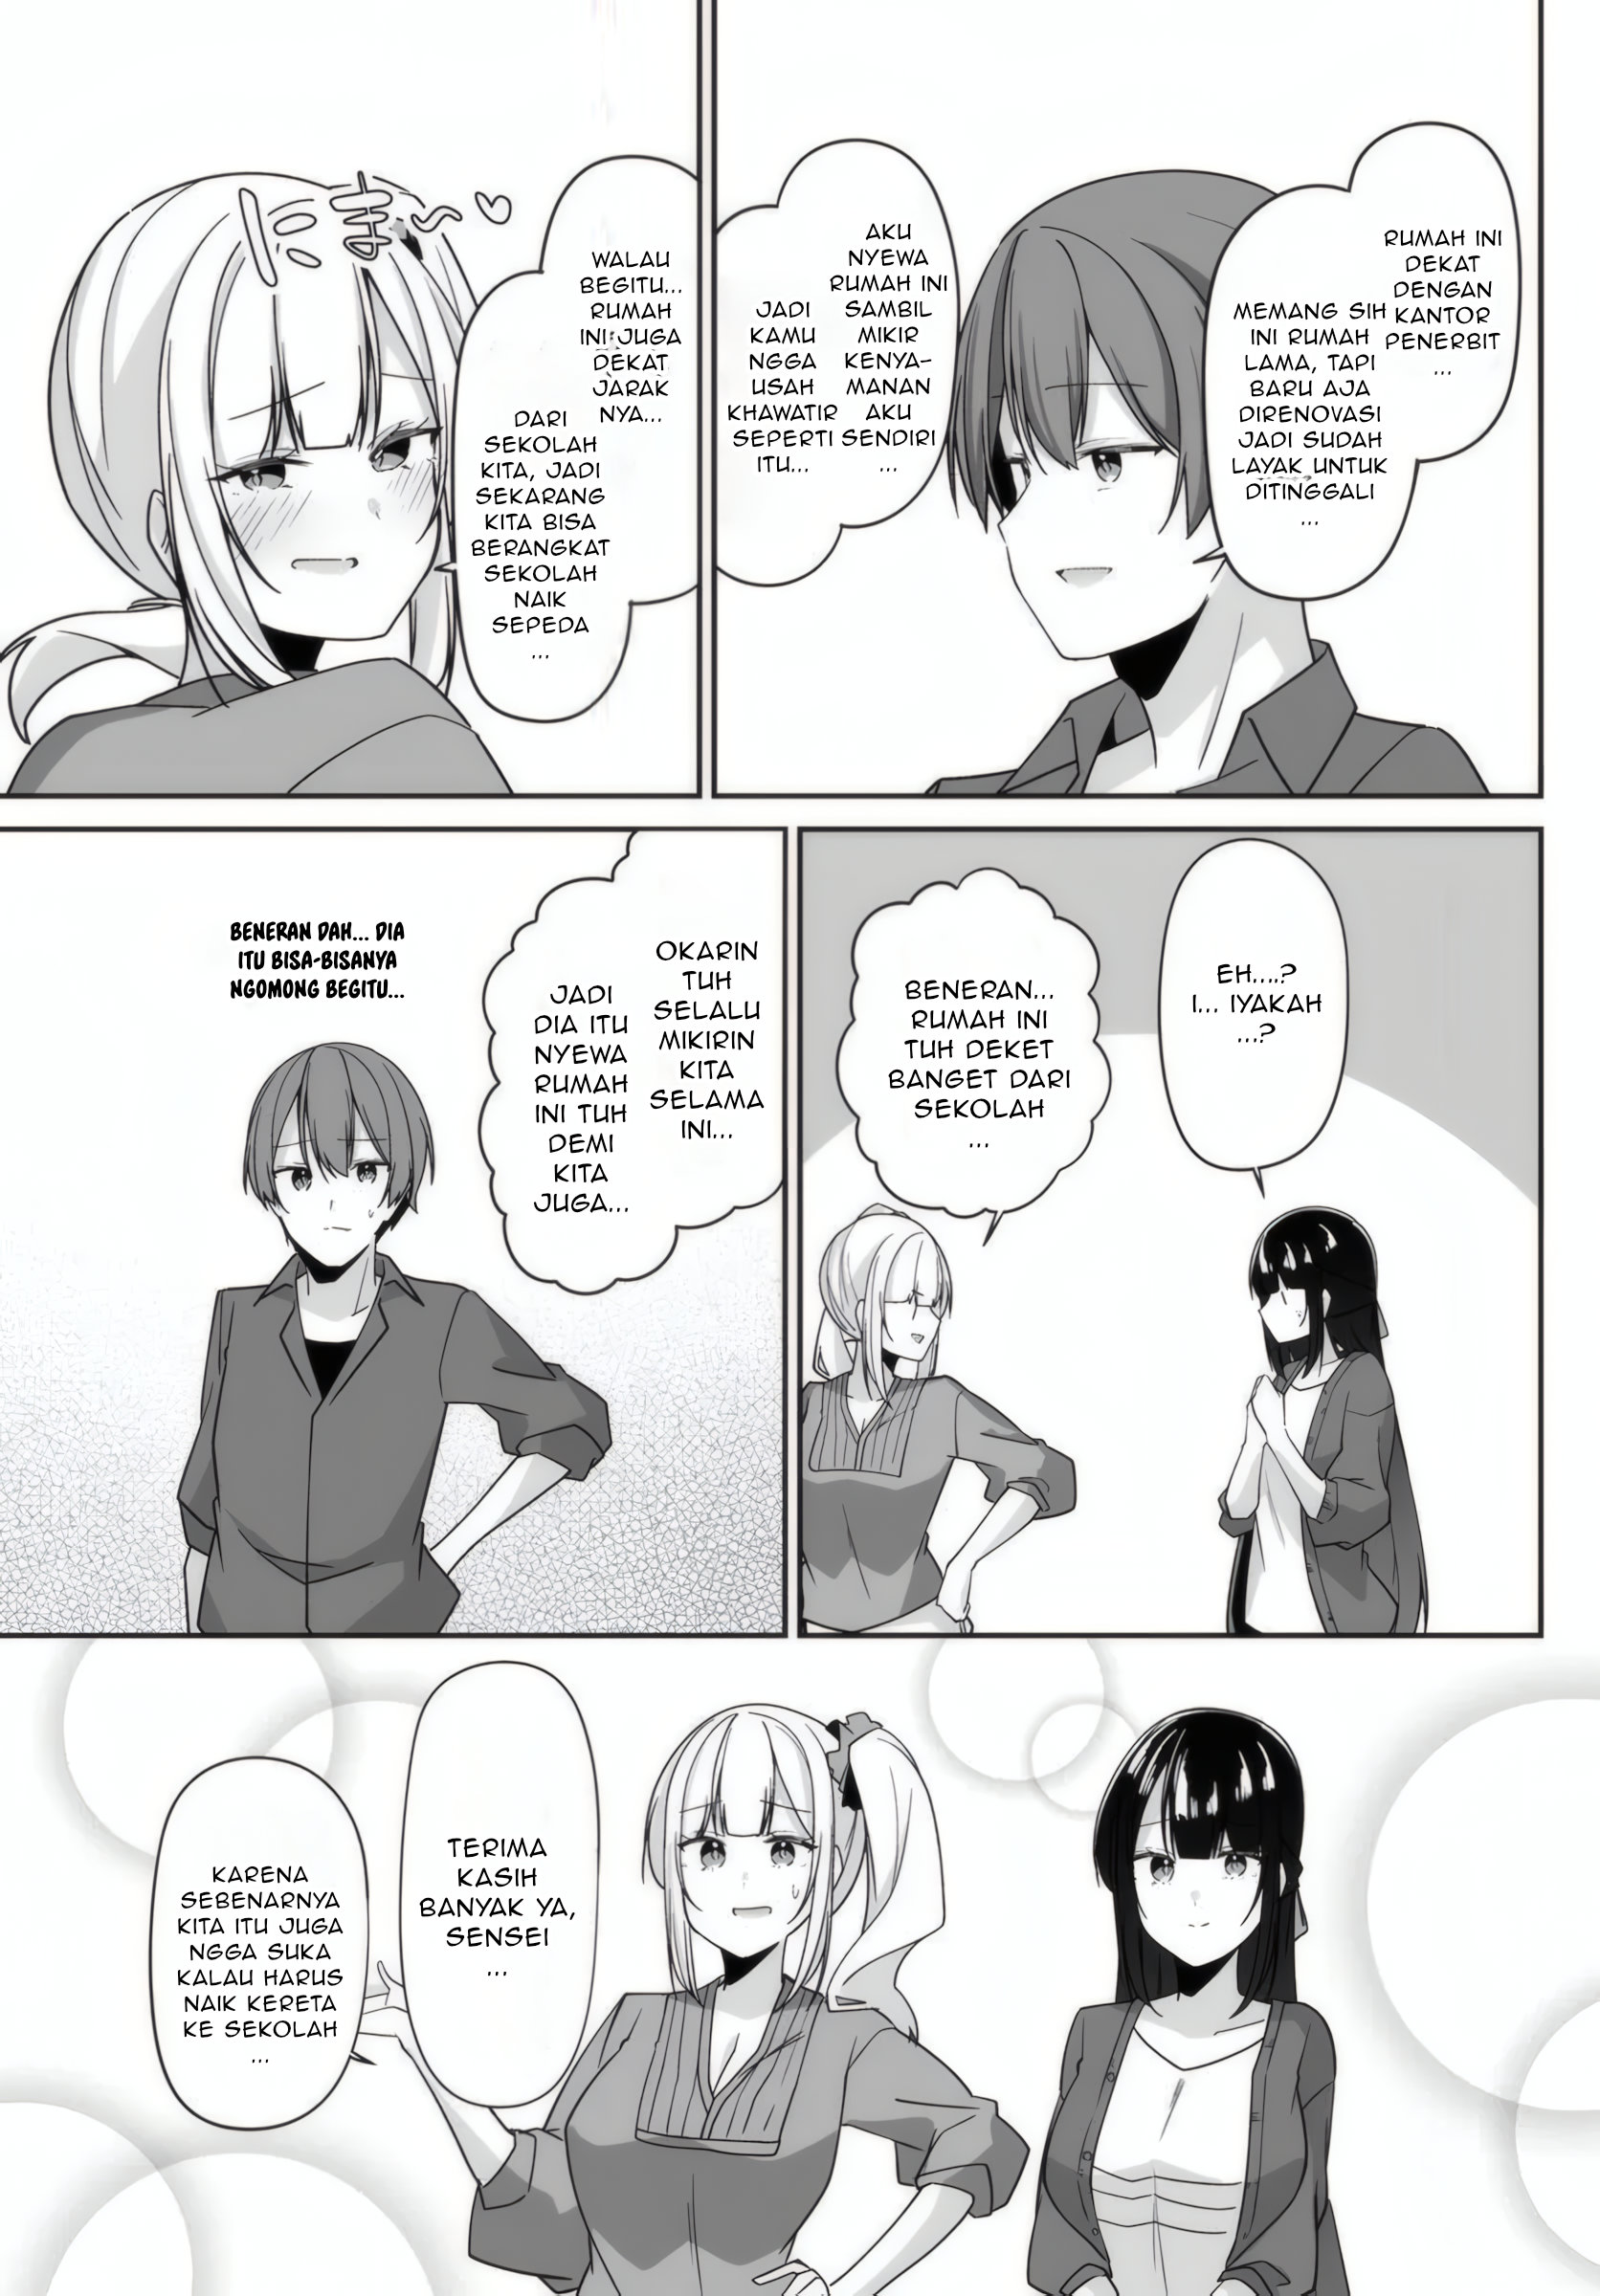 RUMAH INI
DEKAT
DENGAN
KANTOR
PENERBIT
...
MEMANG SIH
INI RUMAH
LAMA, TAPI
BARU AJA
DIRENOVASI
JADI SUDAH
LAYAK UNTUK
DITINGGALI
...
AKU
NYEWA
RUMAH INI
SAMBIL
MIKIR
KENYA-
MANAN
AKU
SENDIRI
...
JADI
KAMU
NGGA
USAH
KHAWATIR
SEPERTI
ITU...
WALAU
BEGITU...
RUMAH
INI JUGA
DEKAT
JARAK
NYA...
DARI
SEKOLAH
KITA, JADI
SEKARANG
KITA BISA
BERANGKAT
SEKOLAH
NAIK
SEPEDA
...
にま～♡
EH....?
I... IYAKAH
...?
BENERAN...
RUMAH INI
TUH DEKET
BANGET DARI
SEKOLAH
...
OKARIN
TUH
SELALU
MIKIRIN
KITA
SELAMA
INI...
JADI
DIA ITU
NYEWA
RUMAH
INI TUH
DEMI
KITA
JUGA...
BENERAN DAH... DIA
ITU BISA-BISANYA
NGOMONG BEGITU...
TERIMA
KASIH
BANYAK YA,
SENSEI
...
KARENA
SEBENARNYA
KITA ITU JUGA
NGGA SUKA
KALAU HARUS
NAIK KERETA
KE SEKOLAH
...